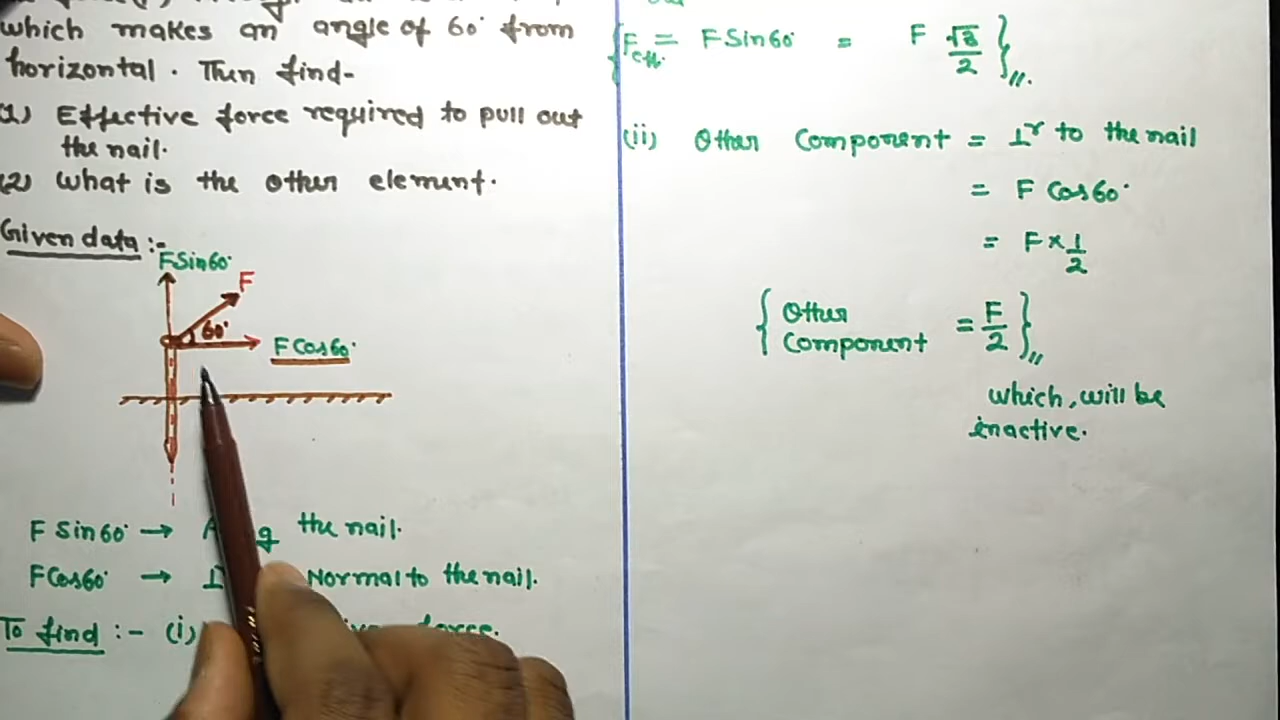 which makes an angle of 60° from
horizontal. Then find-
(1) Effective force required to pull out
the nail.
(2) What is the other element.
Given data :-
FSin60°
F
60°
FCos60°
F Sin60° → the nail.
FCos60° → Normal to the nail.
To find :- (i) force.
{Feff. = FSin60° = F √3/2}//.
(ii) Other Component = ⊥r to the nail
= F Cos60°
= F × 1/2
{Other Component = F/2}//
which, will be
inactive.